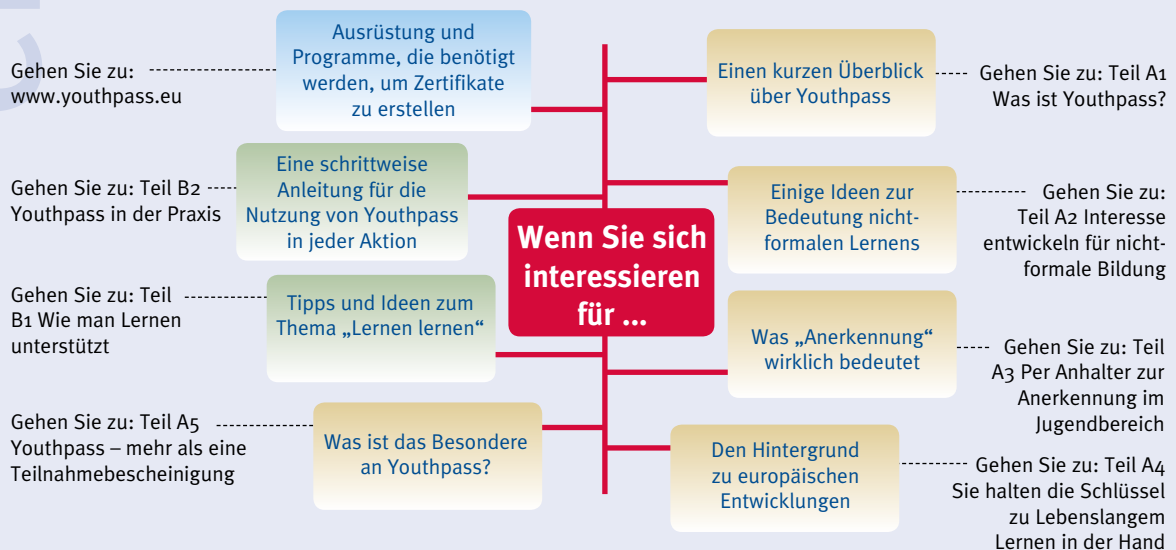 Gehen Sie zu:
www.youthpass.eu
Ausrüstung und
Programme, die benötigt
werden, um Zertifikate
zu erstellen
Einen kurzen Überblick
über Youthpass
Gehen Sie zu: Teil A1
Was ist Youthpass?
Gehen Sie zu: Teil B2
Youthpass in der Praxis
Eine schrittweise
Anleitung für die
Nutzung von Youthpass
in jeder Aktion
Wenn Sie sich
interessieren
für ...
Einige Ideen zur
Bedeutung nicht-
formalen Lernens
Gehen Sie zu:
Teil A2 Interesse
entwickeln für nicht-
formale Bildung
Gehen Sie zu: Teil
B1 Wie man Lernen
unterstützt
Tipps und Ideen zum
Thema „Lernen lernen“
Was „Anerkennung“
wirklich bedeutet
Gehen Sie zu: Teil
A3 Per Anhalter zur
Anerkennung im
Jugendbereich
Gehen Sie zu: Teil A5
Youthpass – mehr als eine
Teilnahmebescheinigung
Was ist das Besondere
an Youthpass?
Den Hintergrund
zu europäischen
Entwicklungen
Gehen Sie zu: Teil A4
Sie halten die Schlüssel
zu Lebenslangem
Lernen in der Hand